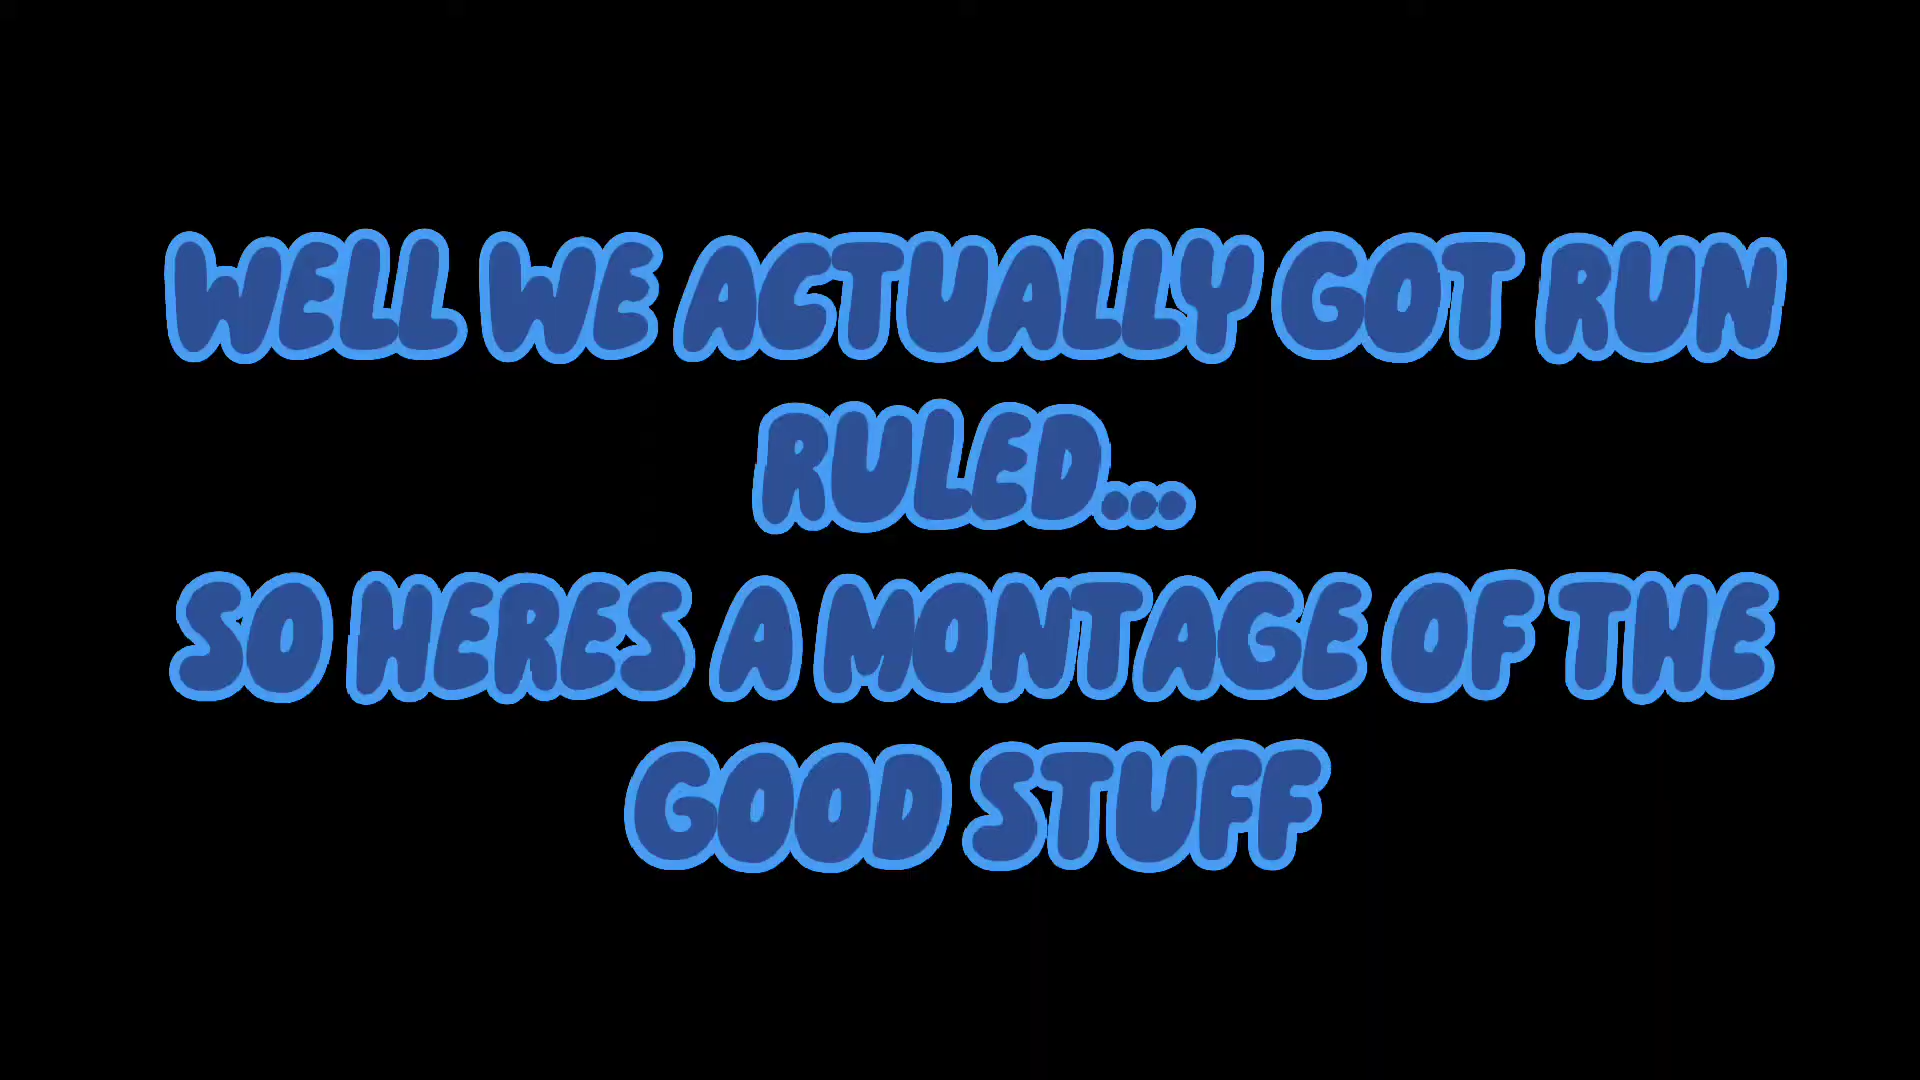 WELL WE ACTUALLY GOT RUN
RULED...
SO HERES A MONTAGE OF THE
GOOD STUFF